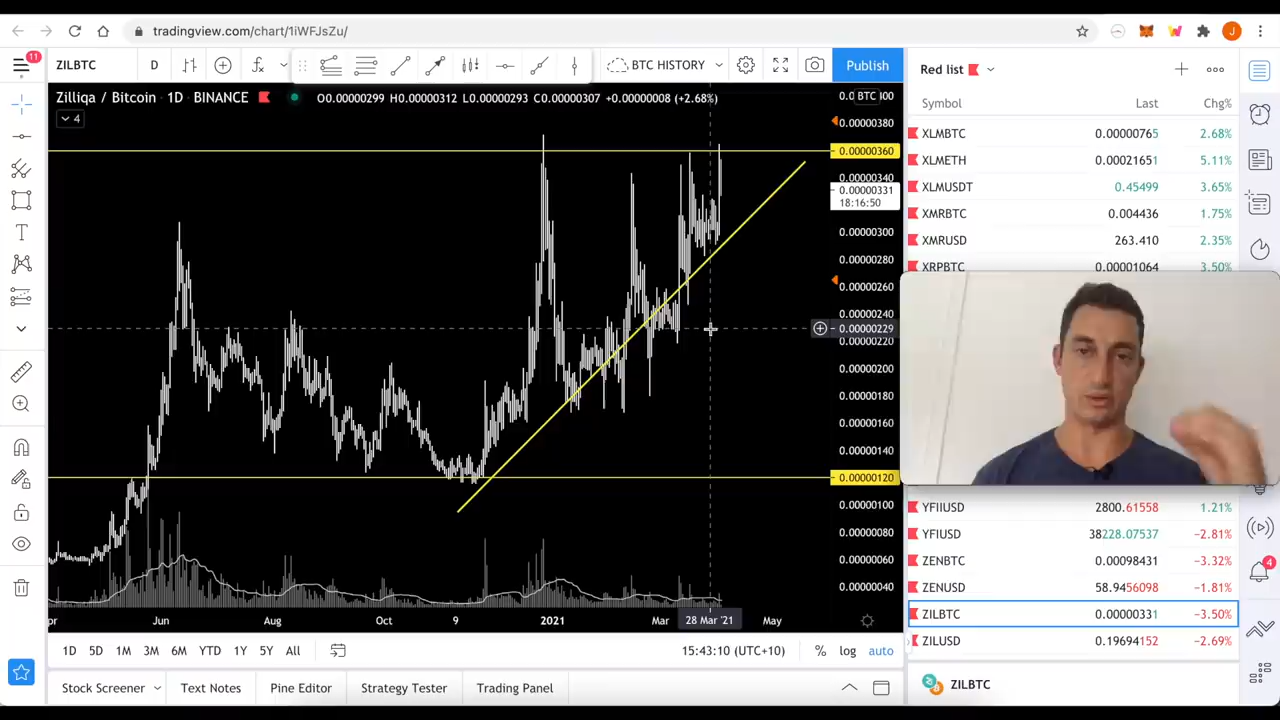 tradingview.com/chart/1iWFJsZu/
J
11
ZILBTC
D
BTC HISTORY
Publish
Red list
Zilliqa / Bitcoin · 1D · BINANCE
O0.00000299 H0.00000312 L0.00000293 C0.00000307 +0.00000008 (+2.68%)
BTC
4
Symbol Last Chg%
XLMBTC 0.00000765 2.68%
XLMETH 0.00021651 5.11%
XLMUSDT 0.45499 3.65%
XMRBTC 0.004436 1.75%
XMRUSD 263.410 2.35%
XRPBTC 0.00001064 3.50%
YFIIUSD 2800.61558 1.21%
YFIUSD 38228.07537 −2.81%
ZENBTC 0.00098431 −3.32%
ZENUSD 58.9456098 −1.81%
ZILBTC 0.00000331 −3.50%
ZILUSD 0.19694152 −2.69%
4
0.00000380
0.00000360
0.00000340
0.00000331
18:16:50
0.00000300
0.00000280
0.00000260
0.00000240
0.00000229
0.00000220
0.00000200
0.00000180
0.00000160
0.00000140
0.00000120
0.00000100
0.00000080
0.00000060
0.00000040
Jun Aug Oct 9 2021 Mar 28 Mar '21 May
1D 5D 1M 3M 6M YTD 1Y 5Y All
15:43:10 (UTC+10) % log auto
Stock Screener Text Notes Pine Editor Strategy Tester Trading Panel
ZILBTC